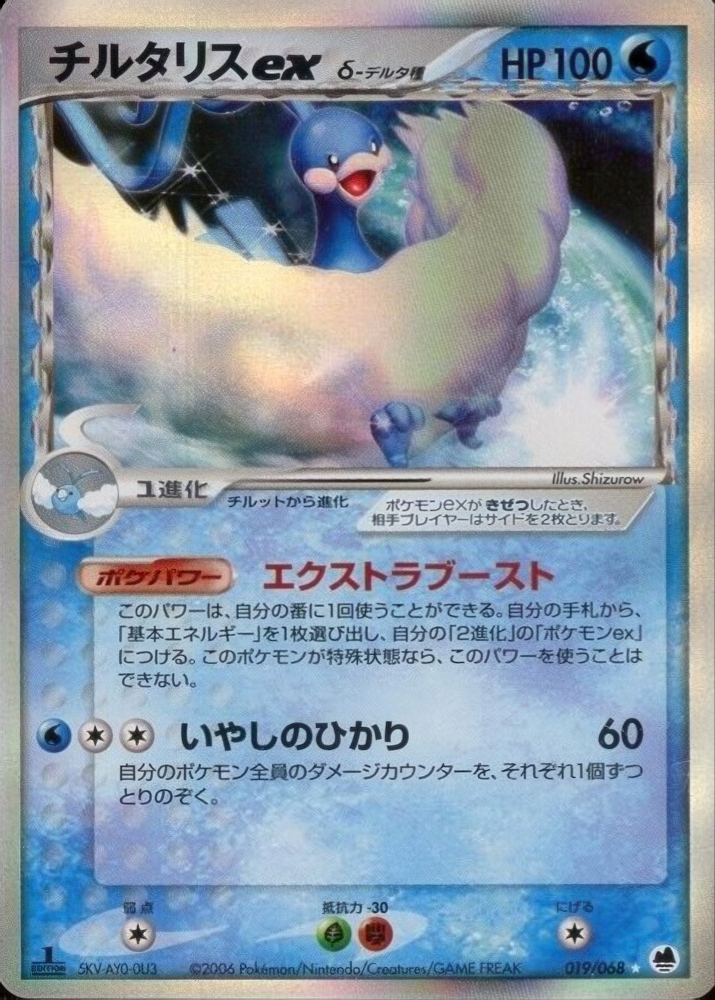 チルタリスex δ-デルタ種 HP100
Illus.Shizurow
1進化 チルットから進化
ポケモンexが きぜつしたとき、
相手プレイヤーはサイドを2枚とります。
ポケパワー エクストラブースト
このパワーは、自分の番に1回使うことができる。自分の手札から、
「基本エネルギー」を1枚選び出し、自分の「2進化」の「ポケモンex」
につける。このポケモンが特殊状態なら、このパワーを使うことは
できない。
いやしのひかり 60
自分のポケモン全員のダメージカウンターを、それぞれ1個ずつ
とりのぞく。
弱点 抵抗力 -30 にげる
1 EDITION 5KV-AY0-0U3 ©2006 Pokémon/Nintendo/Creatures/GAME FREAK 019/068 ★